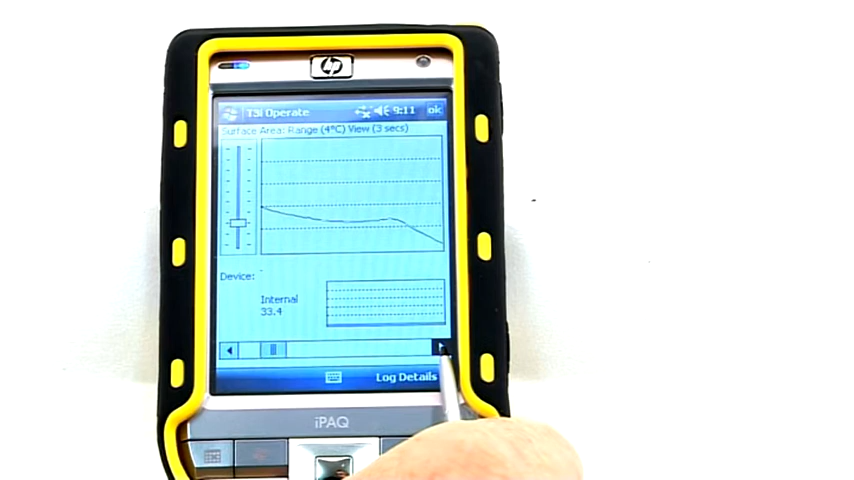 hp
TSi Operate 9:11 ok
Surface Area: Range (4°C) View (3 secs)
Device: -
Internal
33.4
Log Details
iPAQ